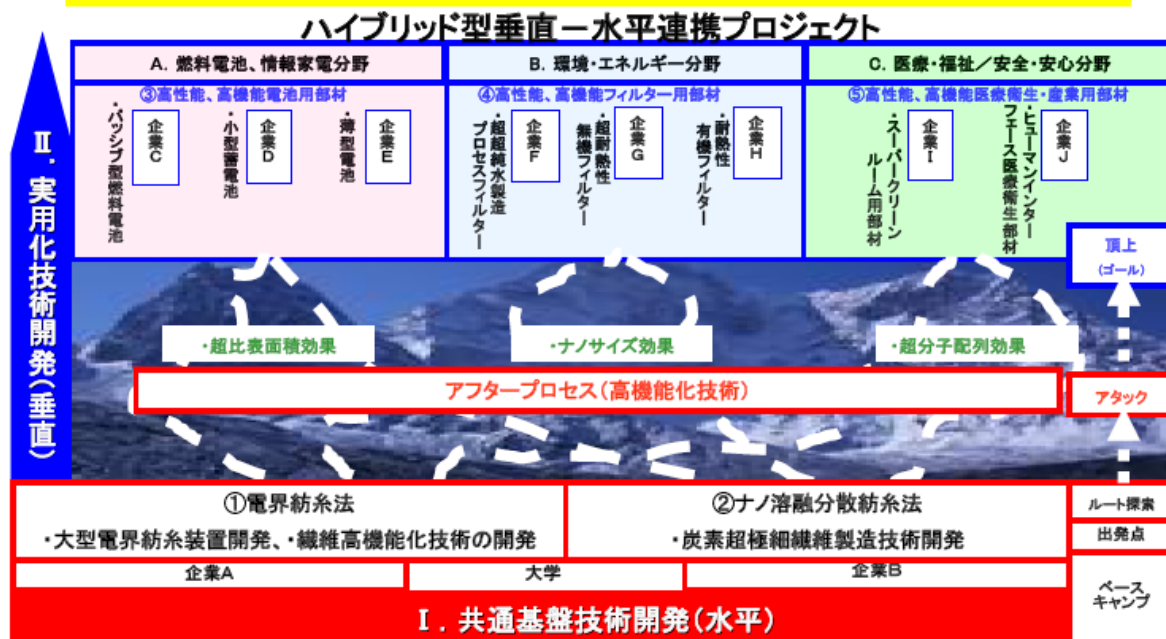 ハイブリッド型垂直－水平連携プロジェクト
A．燃料電池、情報家電分野
B．環境・エネルギー分野
C．医療・福祉／安全・安心分野
③高性能、高機能電池用部材
④高性能、高機能フィルター用部材
⑤高性能、高機能医療衛生・産業用部材
・パッシブ型燃料電池
企業C
・小型蓄電池
企業D
・薄型電池
企業E
・超超純水製造
プロセスフィルター
企業F
・超耐熱性
無機フィルター
企業G
・耐熱性
有機フィルター
企業H
・スーパークリーン
ルーム用部材
企業I
・ヒューマンインター
フェース医療衛生部材
企業J
Ⅱ．実用化技術開発(垂直)
頂上
(ゴール)
・超比表面積効果
・ナノサイズ効果
・超分子配列効果
アフタープロセス(高機能化技術)
アタック
①電界紡糸法
・大型電界紡糸装置開発、・繊維高機能化技術の開発
②ナノ溶融分散紡糸法
・炭素超極細繊維製造技術開発
ルート探索
出発点
企業A
大学
企業B
ベース
キャンプ
Ⅰ．共通基盤技術開発(水平)